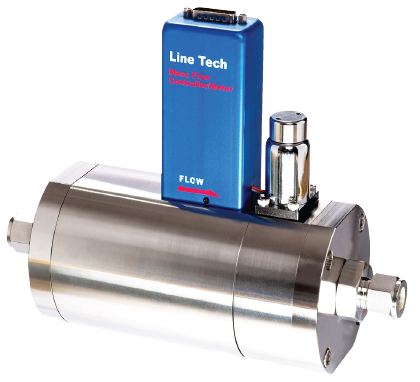 Line Tech
Mass Flow
Controller/Meter
FLOW